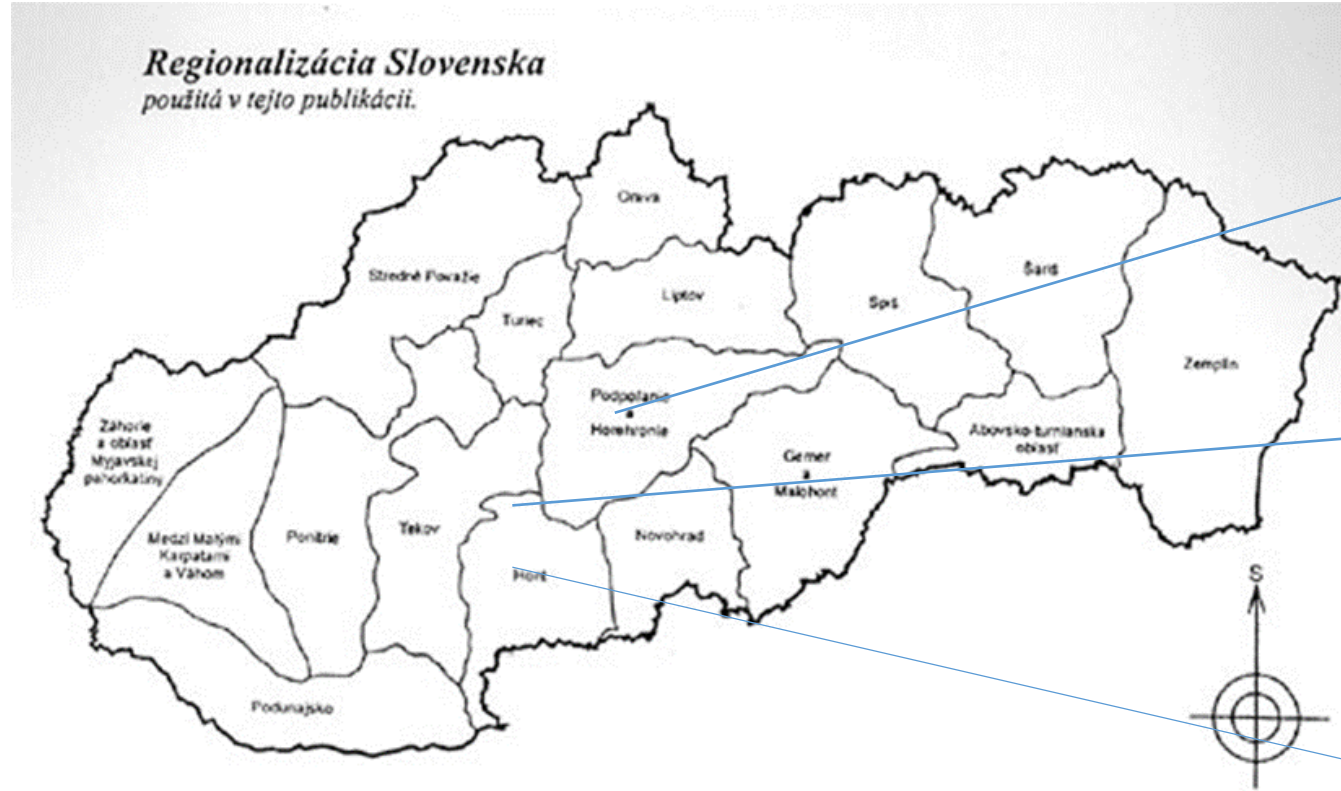 Regionalizácia Slovenska
použitá v tejto publikácii.
Orava
Stredné Považie
Šariš
Liptov
Spiš
Turiec
Zemplín
Podpoľanie
a
Horehronie
Záhorie
a oblasť
Myjavskej
pahorkatiny
Abovsko-turnianska
oblasť
Gemer
a
Malohont
Tekov
Ponitrie
Novohrad
Medzi Malými
Karpatami
a Váhom
Hont
S
Podunajsko